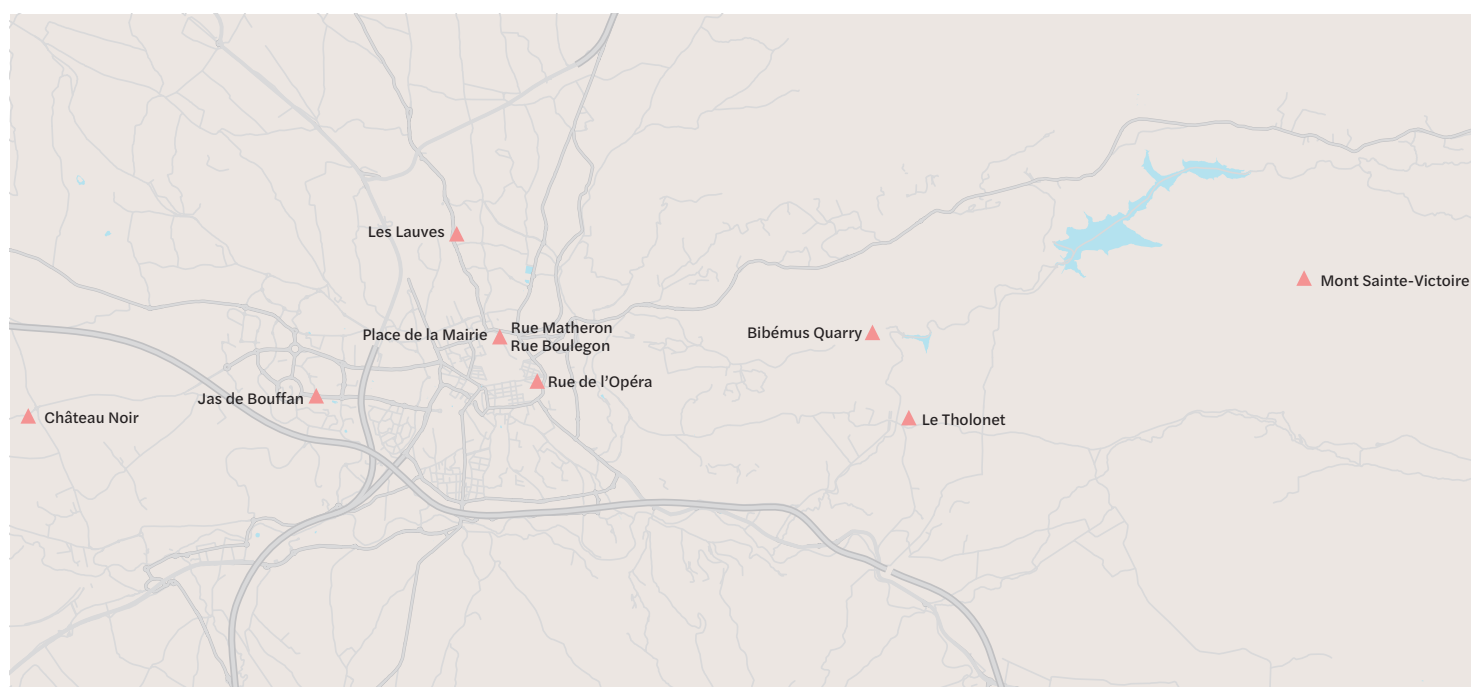 Les Lauves
Mont Sainte-Victoire
Place de la Mairie
Rue Matheron
Rue Boulegon
Bibémus Quarry
Rue de l’Opéra
Jas de Bouffan
Château Noir
Le Tholonet